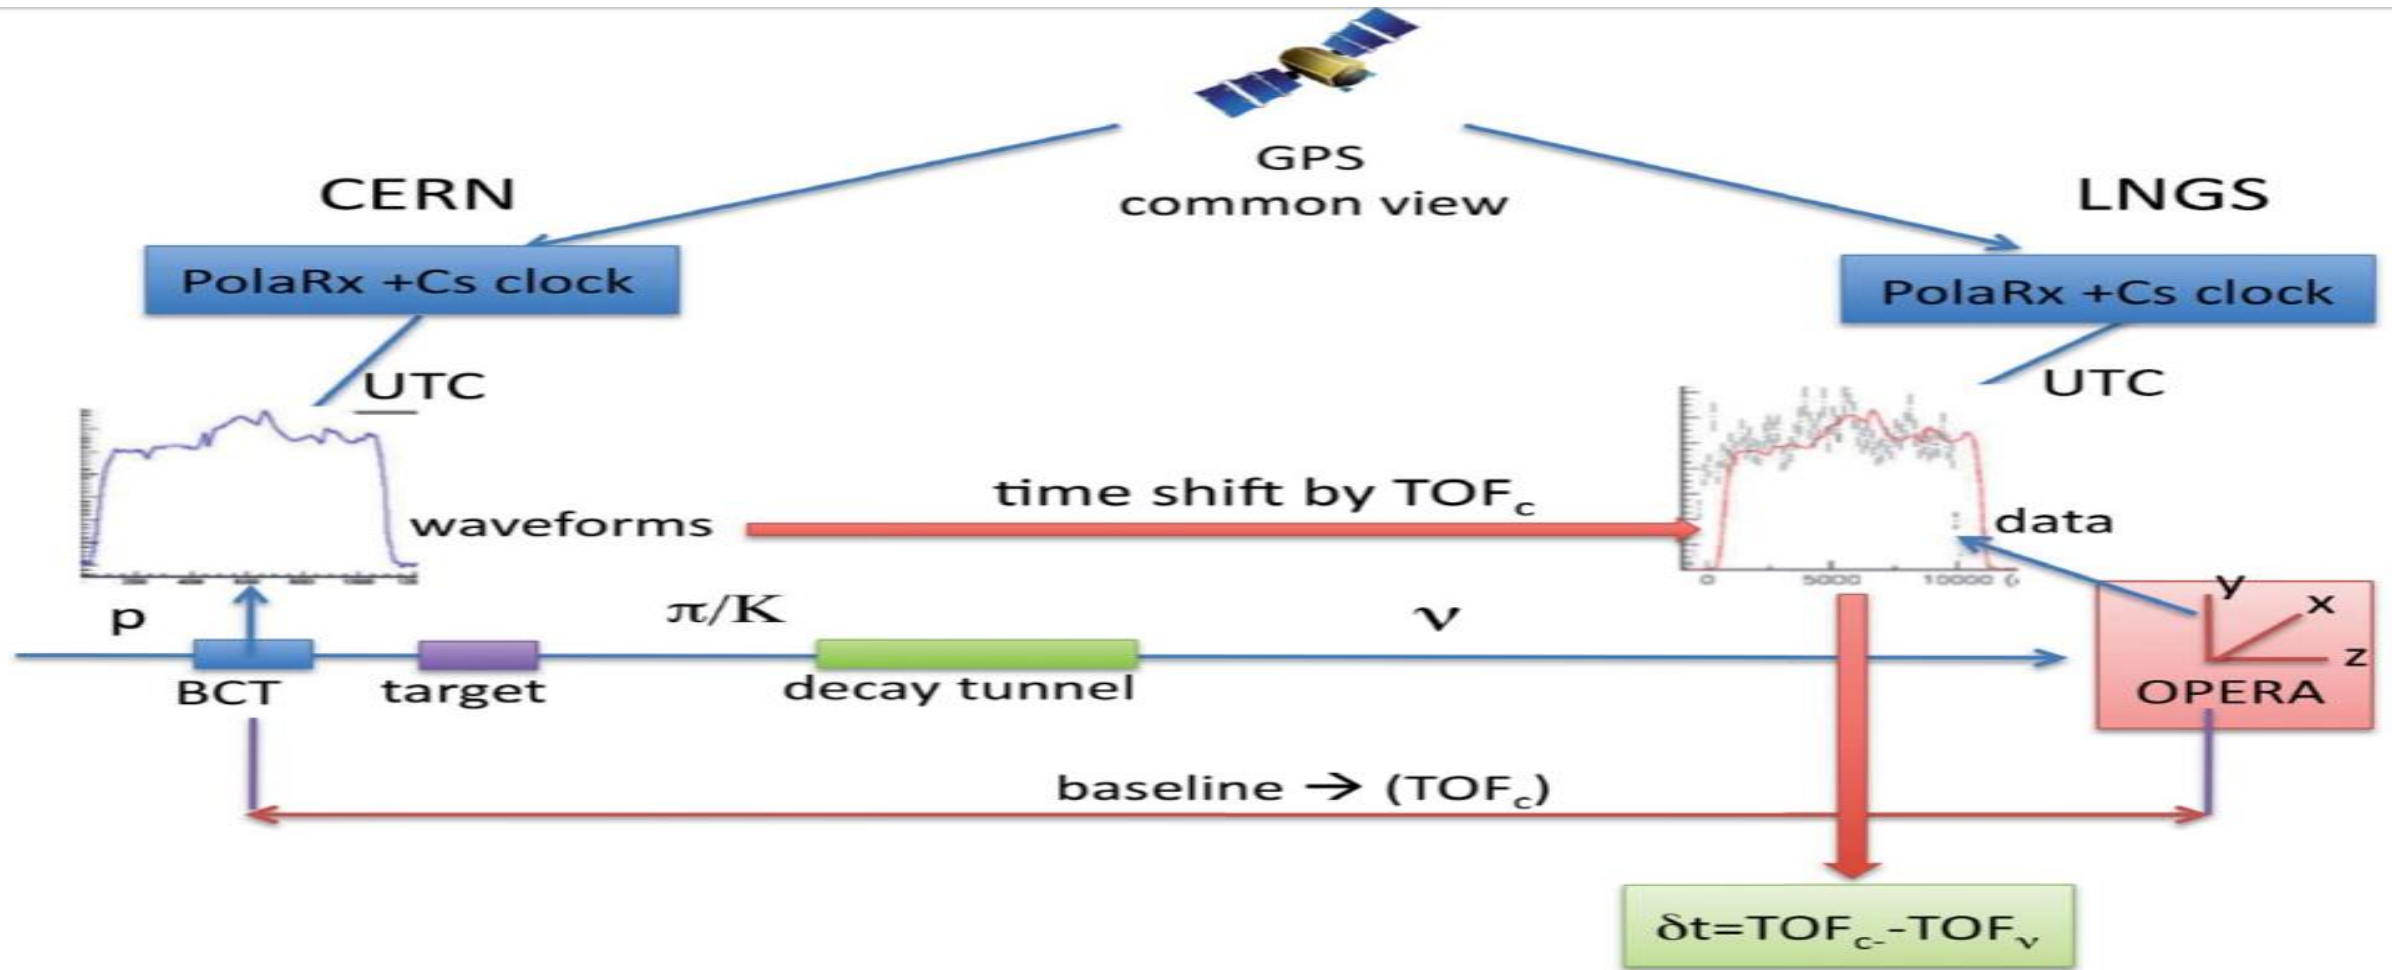 GPS
common view
CERN
LNGS
PolaRx +Cs clock
PolaRx +Cs clock
UTC
UTC
time shift by TOFc
waveforms
data
0 5000 10000
p
π/K
ν
y
x
z
BCT
target
decay tunnel
OPERA
baseline → (TOFc)
δt=TOFc--TOFν